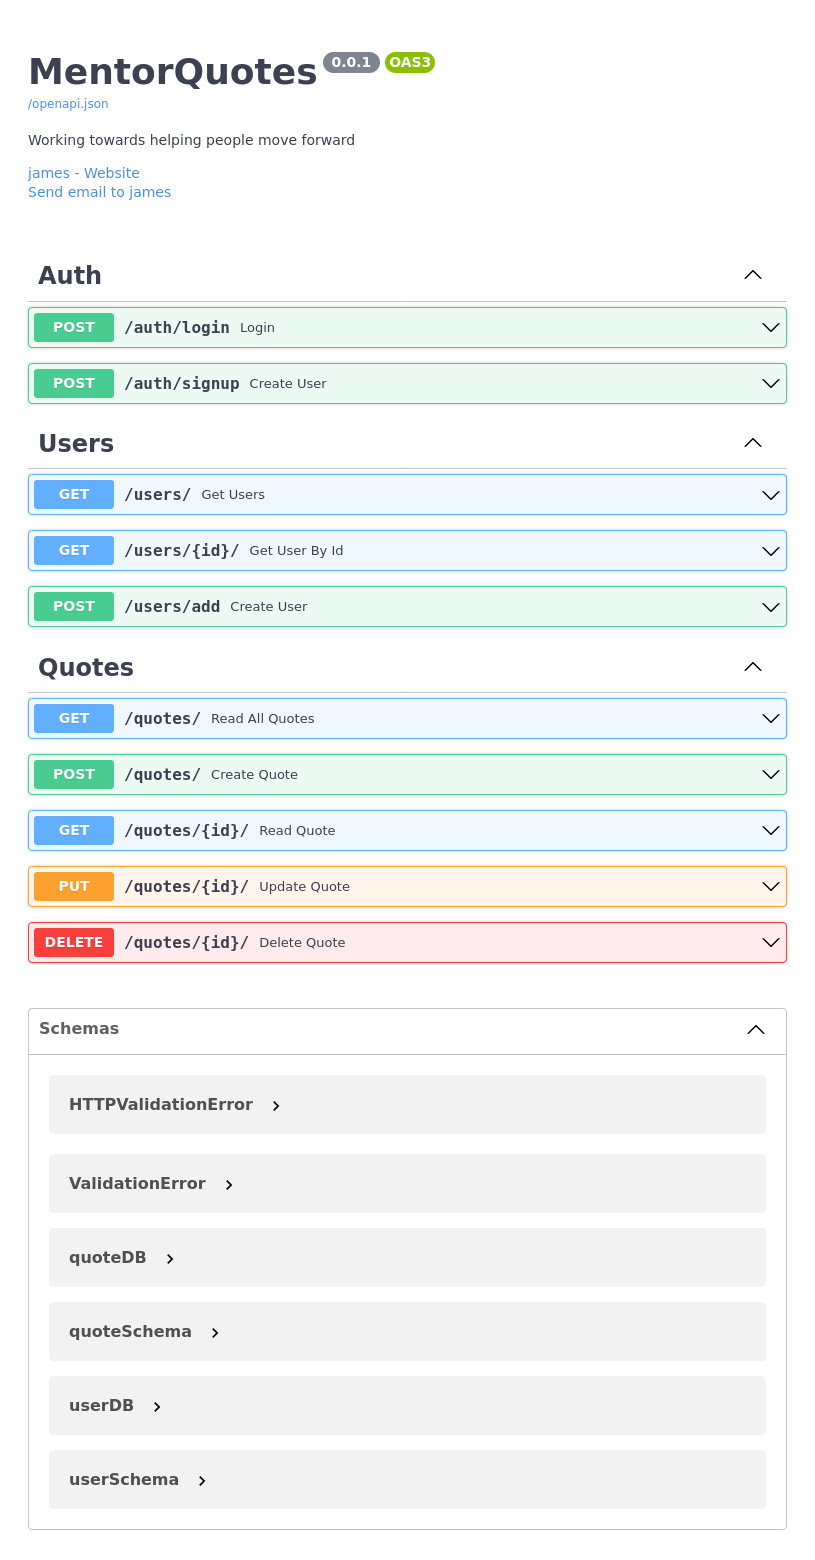 MentorQuotes 0.0.1 OAS3
/openapi.json
Working towards helping people move forward
james - Website
Send email to james
Auth
POST /auth/login Login
POST /auth/signup Create User
Users
GET /users/ Get Users
GET /users/{id}/ Get User By Id
POST /users/add Create User
Quotes
GET /quotes/ Read All Quotes
POST /quotes/ Create Quote
GET /quotes/{id}/ Read Quote
PUT /quotes/{id}/ Update Quote
DELETE /quotes/{id}/ Delete Quote
Schemas
HTTPValidationError
ValidationError
quoteDB
quoteSchema
userDB
userSchema